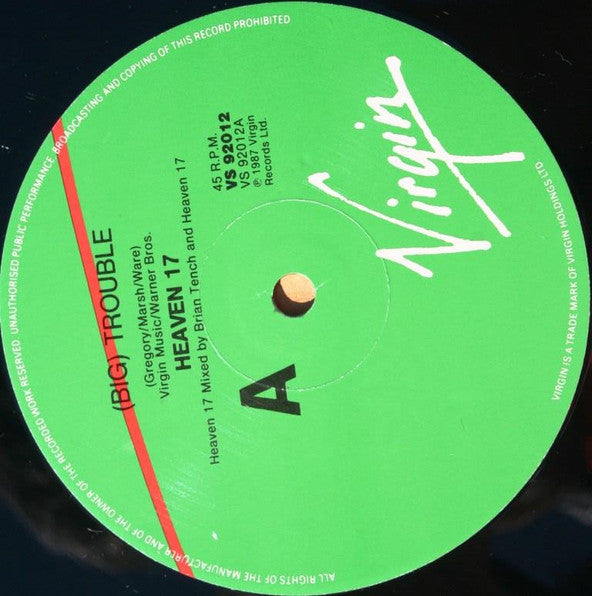 Virgin
(BIG) TROUBLE
(Gregory/Marsh/Ware)
Virgin Music/Warner Bros.
HEAVEN 17
Heaven 17 Mixed by Brian Tench and Heaven 17
45 R.P.M.
VS 92012
VS 92012A
℗ 1987 Virgin
Records Ltd.
A
ALL RIGHTS OF THE MANUFACTURER AND OF THE OWNER OF THE RECORDED WORK RESERVED. UNAUTHORISED PUBLIC PERFORMANCE, BROADCASTING AND COPYING OF THIS RECORD PROHIBITED
VIRGIN IS A TRADE MARK OF VIRGIN HOLDINGS LTD